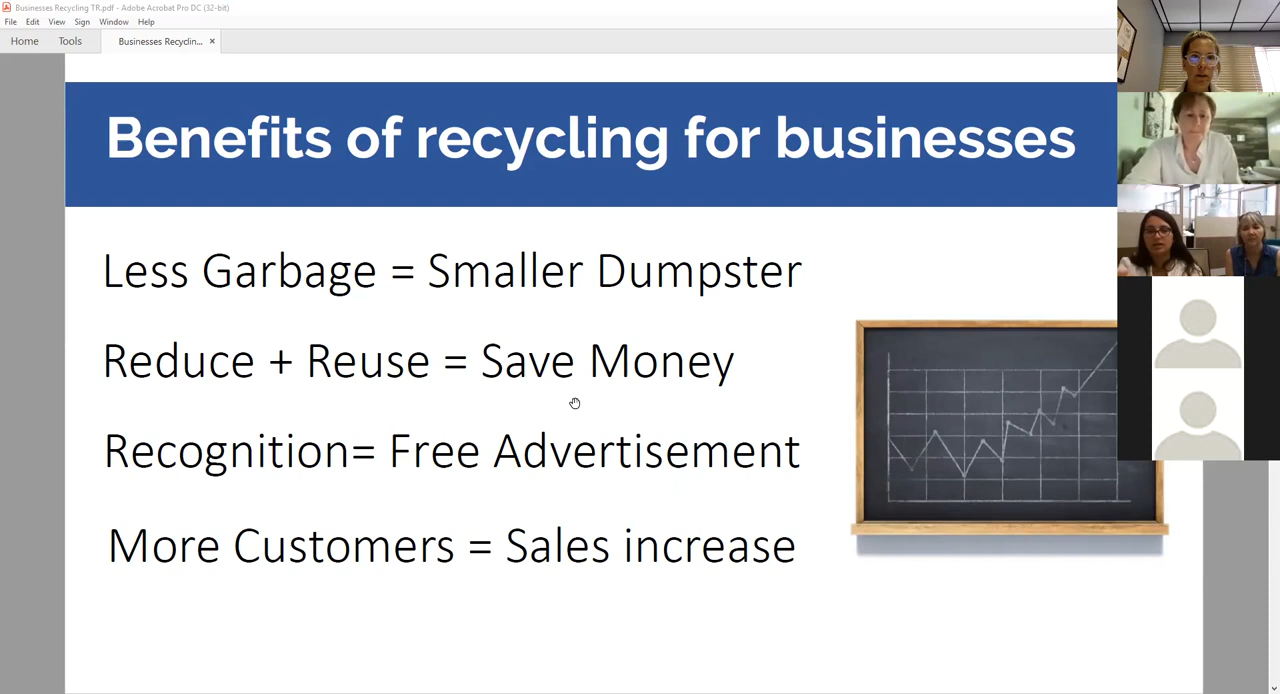 Businesses Recycling TR.pdf - Adobe Acrobat Pro DC (32-bit)
File Edit View Sign Window Help
Home Tools Businesses Recyclin... ×
Benefits of recycling for businesses
Less Garbage = Smaller Dumpster
Reduce + Reuse = Save Money
Recognition= Free Advertisement
More Customers = Sales increase